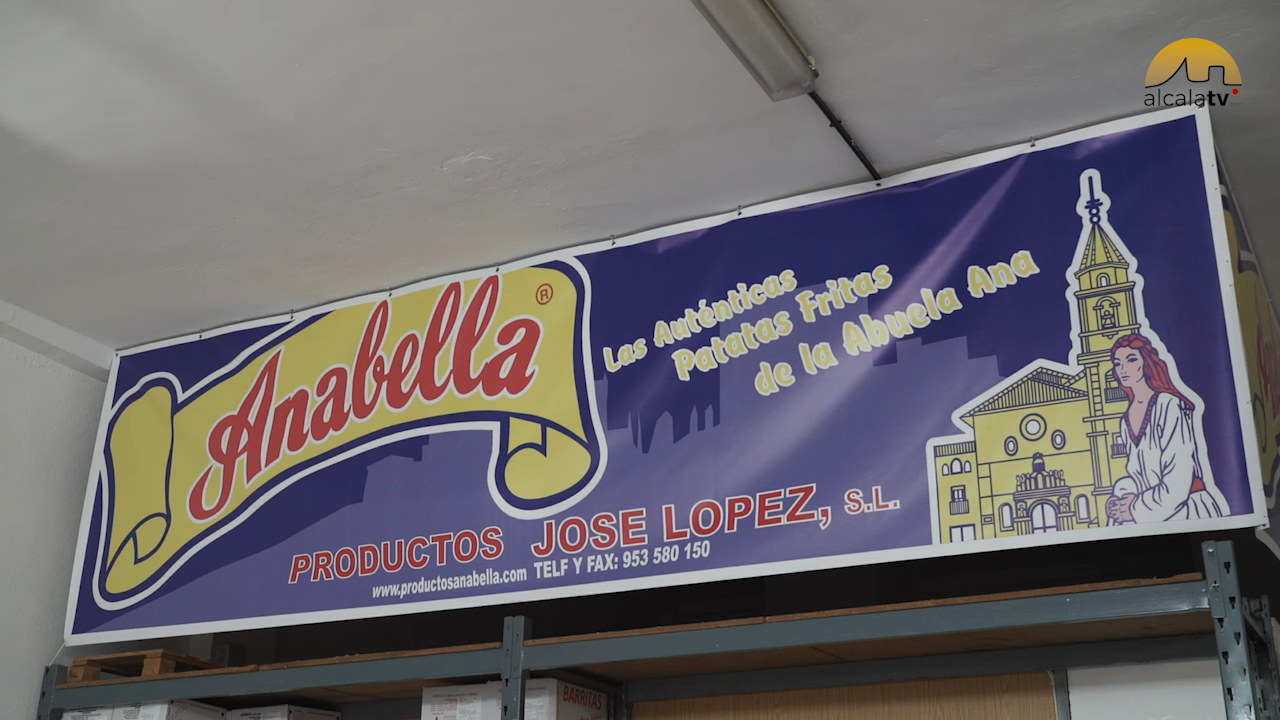 alcalatv
Anabella ®
Las Auténticas
Patatas Fritas
de la Abuela Ana
PRODUCTOS JOSE LOPEZ, S.L.
www.productosanabella.com TELF Y FAX: 953 580 150
BARRITAS